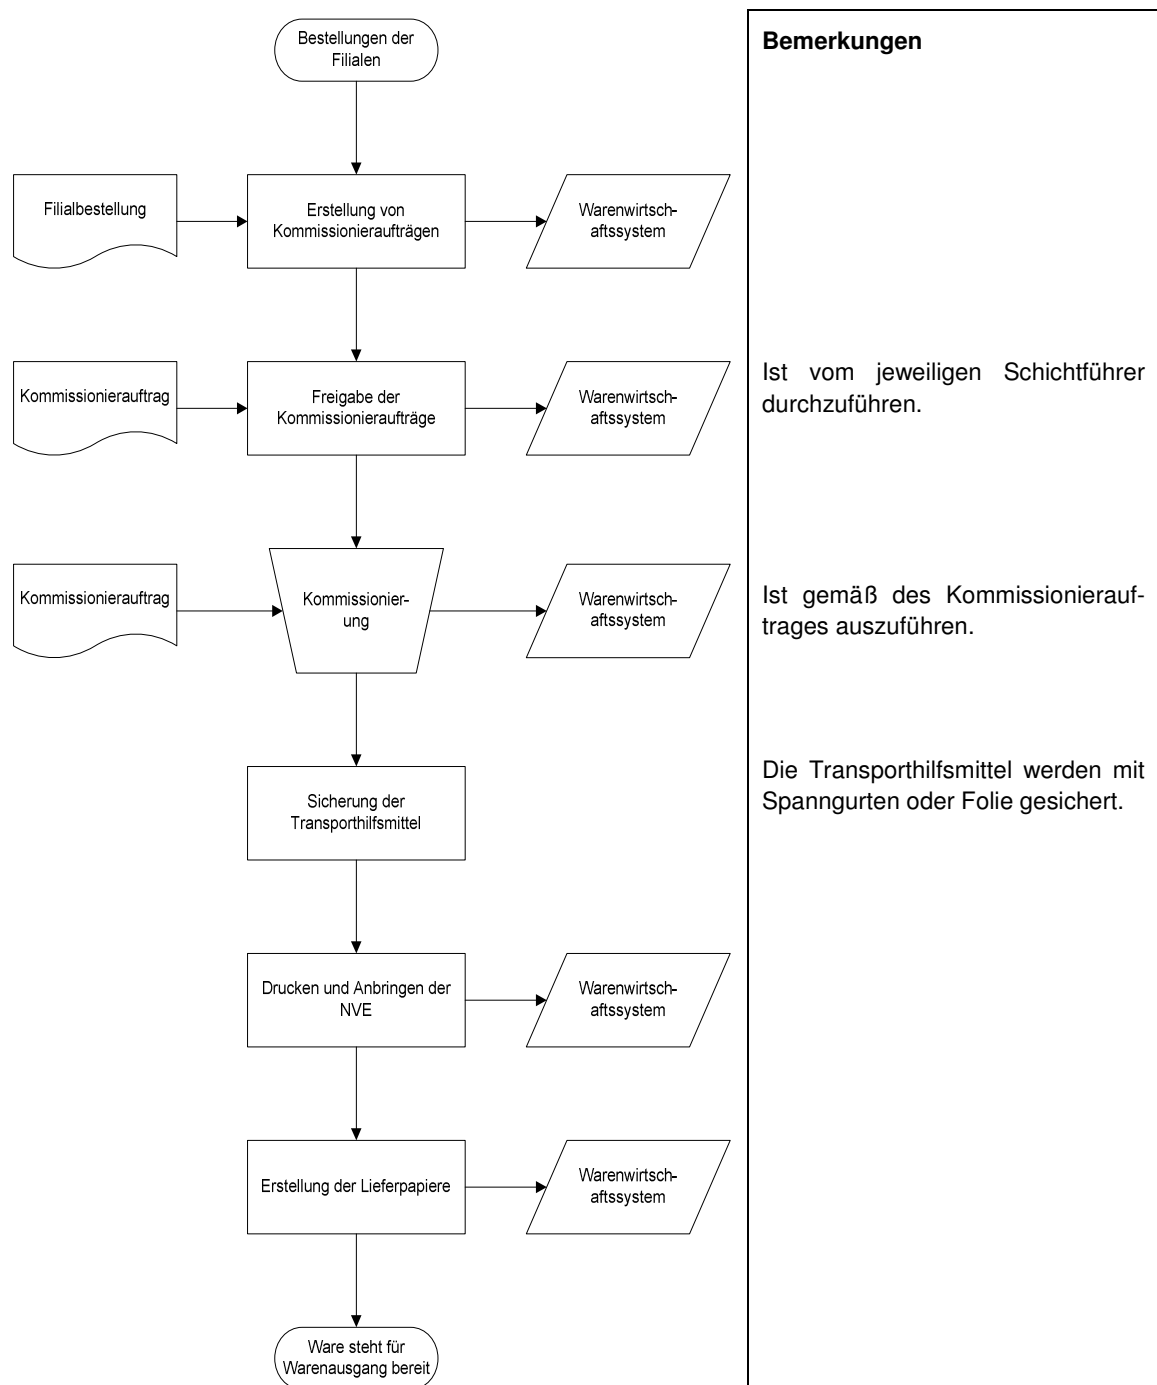 Bestellungen der
Filialen
Bemerkungen
Filialbestellung
Erstellung von
Kommissionieraufträgen
Warenwirtsch-
aftssystem
Kommissionierauftrag
Freigabe der
Kommissionieraufträge
Warenwirtsch-
aftssystem
Ist vom jeweiligen Schichtführer
durchzuführen.
Kommissionierauftrag
Kommissionier-
ung
Warenwirtsch-
aftssystem
Ist gemäß des Kommissionierauf-
trages auszuführen.
Sicherung der
Transporthilfsmittel
Die Transporthilfsmittel werden mit
Spanngurten oder Folie gesichert.
Drucken und Anbringen der
NVE
Warenwirtsch-
aftssystem
Erstellung der Lieferpapiere
Warenwirtsch-
aftssystem
Ware steht für
Warenausgang bereit